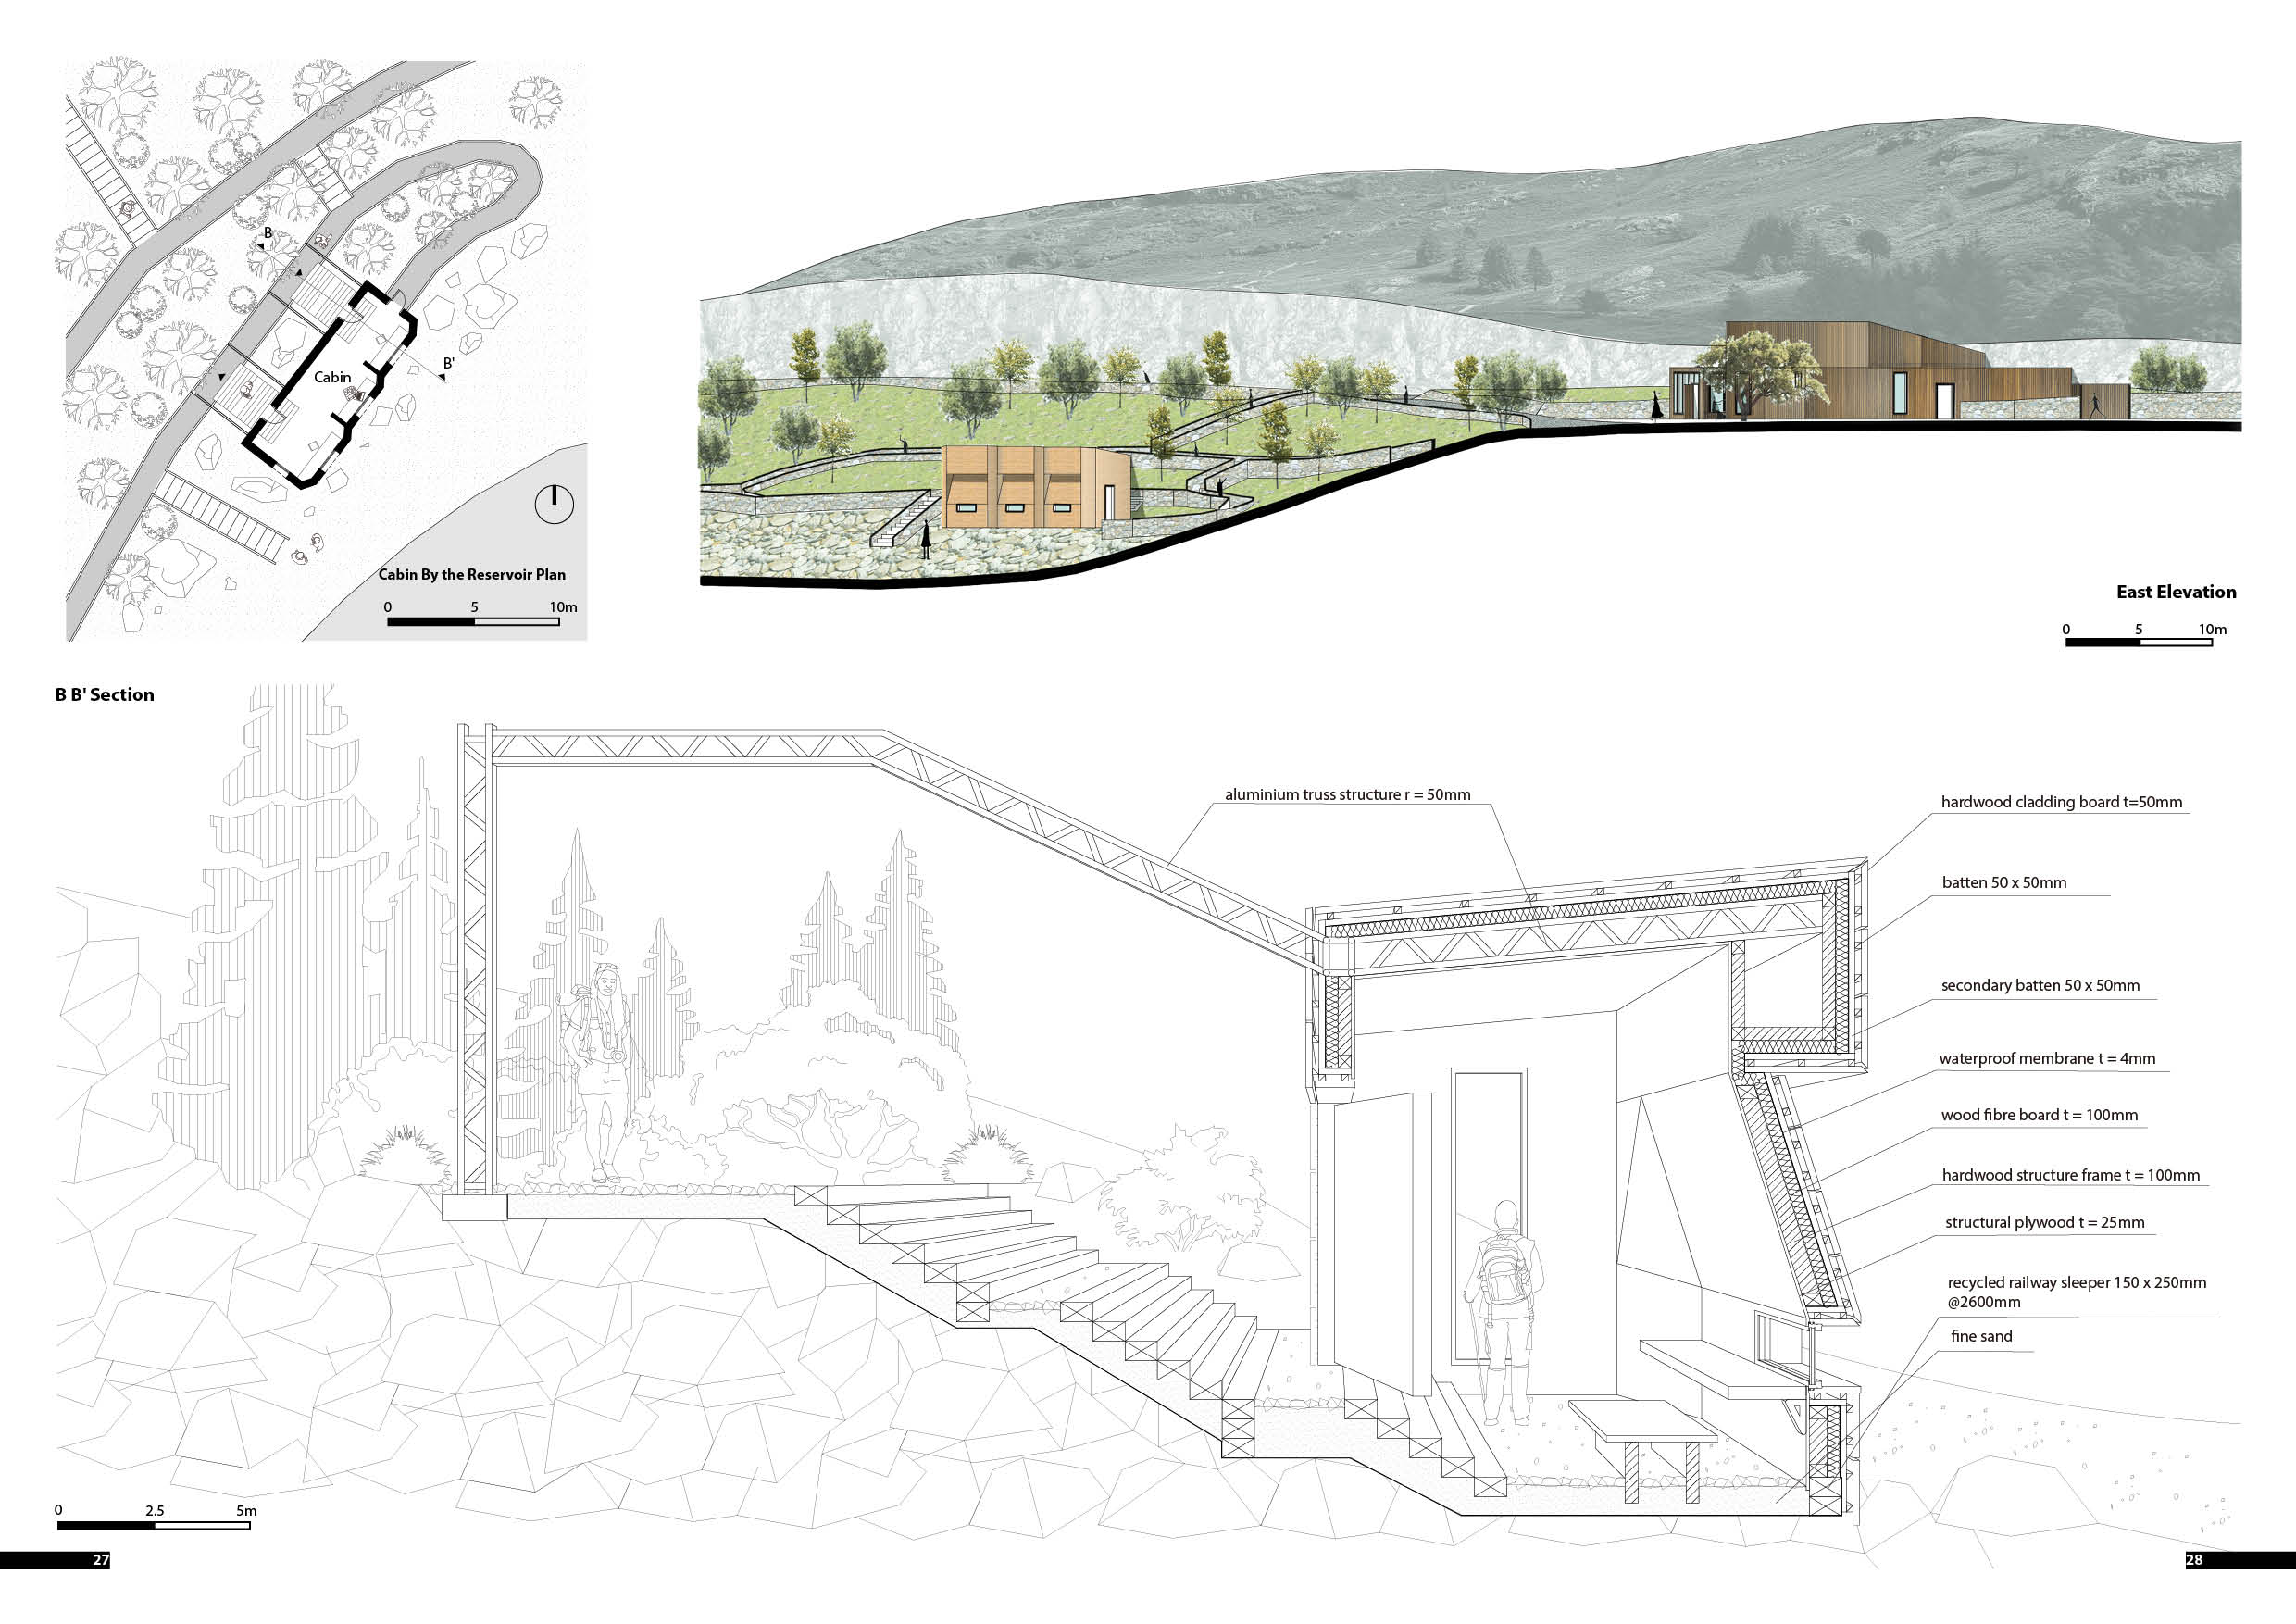 B
B'
Cabin
Cabin By the Reservoir Plan
0 5 10m
East Elevation
0 5 10m
B B' Section
aluminium truss structure r = 50mm
hardwood cladding board t=50mm
batten 50 x 50mm
secondary batten 50 x 50mm
waterproof membrane t = 4mm
wood fibre board t = 100mm
hardwood structure frame t = 100mm
structural plywood t = 25mm
recycled railway sleeper 150 x 250mm
@2600mm
fine sand
0 2.5 5m
27
28